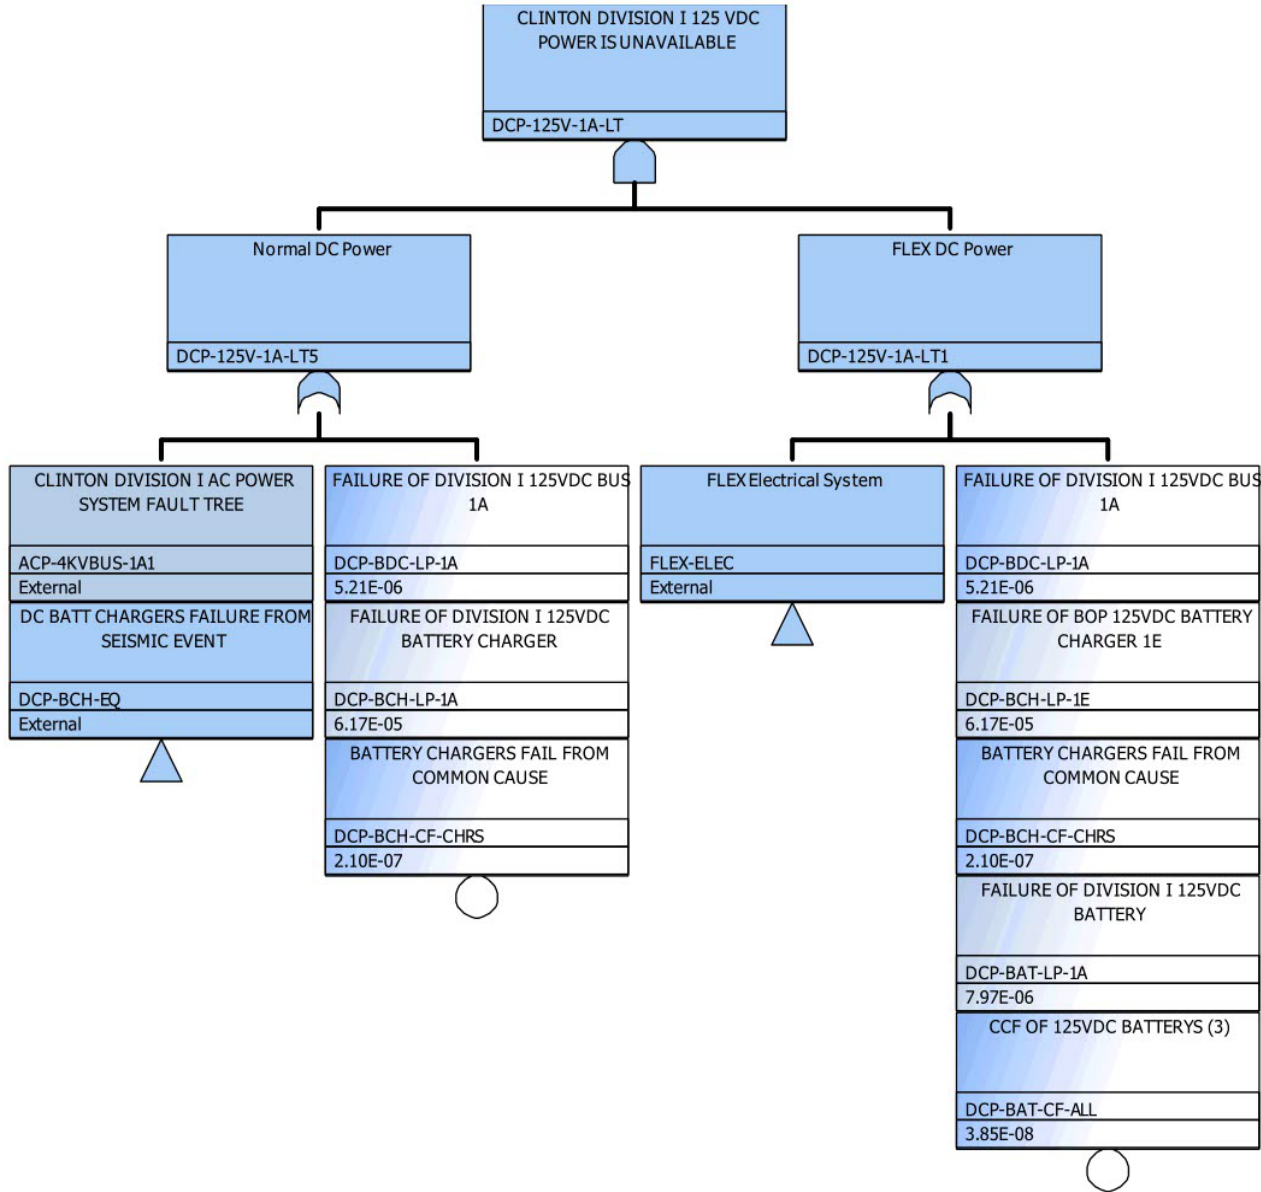 CLINTON DIVISION I 125 VDC
POWER IS UNAVAILABLE
DCP-125V-1A-LT
Normal DC Power
DCP-125V-1A-LT5
FLEX DC Power
DCP-125V-1A-LT1
CLINTON DIVISION I AC POWER
SYSTEM FAULT TREE
ACP-4KVBUS-1A1
External
DC BATT CHARGERS FAILURE FROM
SEISMIC EVENT
DCP-BCH-EQ
External
FAILURE OF DIVISION I 125VDC BUS
1A
DCP-BDC-LP-1A
5.21E-06
FAILURE OF DIVISION I 125VDC
BATTERY CHARGER
DCP-BCH-LP-1A
6.17E-05
BATTERY CHARGERS FAIL FROM
COMMON CAUSE
DCP-BCH-CF-CHRS
2.10E-07
FLEX Electrical System
FLEX-ELEC
External
FAILURE OF DIVISION I 125VDC BUS
1A
DCP-BDC-LP-1A
5.21E-06
FAILURE OF BOP 125VDC BATTERY
CHARGER 1E
DCP-BCH-LP-1E
6.17E-05
BATTERY CHARGERS FAIL FROM
COMMON CAUSE
DCP-BCH-CF-CHRS
2.10E-07
FAILURE OF DIVISION I 125VDC
BATTERY
DCP-BAT-LP-1A
7.97E-06
CCF OF 125VDC BATTERYS (3)
DCP-BAT-CF-ALL
3.85E-08